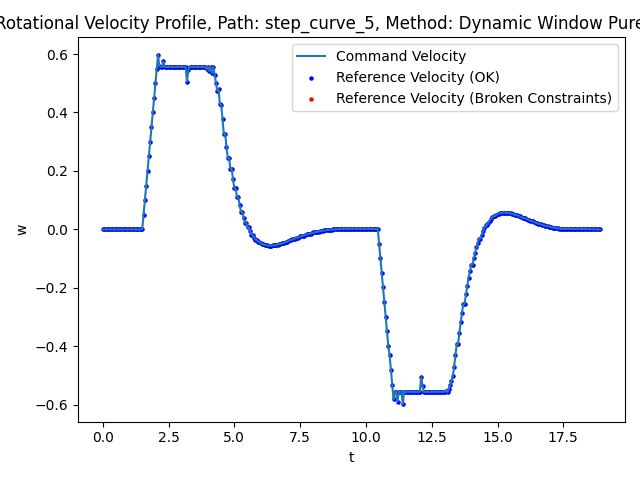 Rotational Velocity Profile, Path: step_curve_5, Method: Dynamic Window Pure
Command Velocity
Reference Velocity (OK)
Reference Velocity (Broken Constraints)
0.6
0.4
0.2
0.0
−0.2
−0.4
−0.6
w
0.0
2.5
5.0
7.5
10.0
12.5
15.0
17.5
t